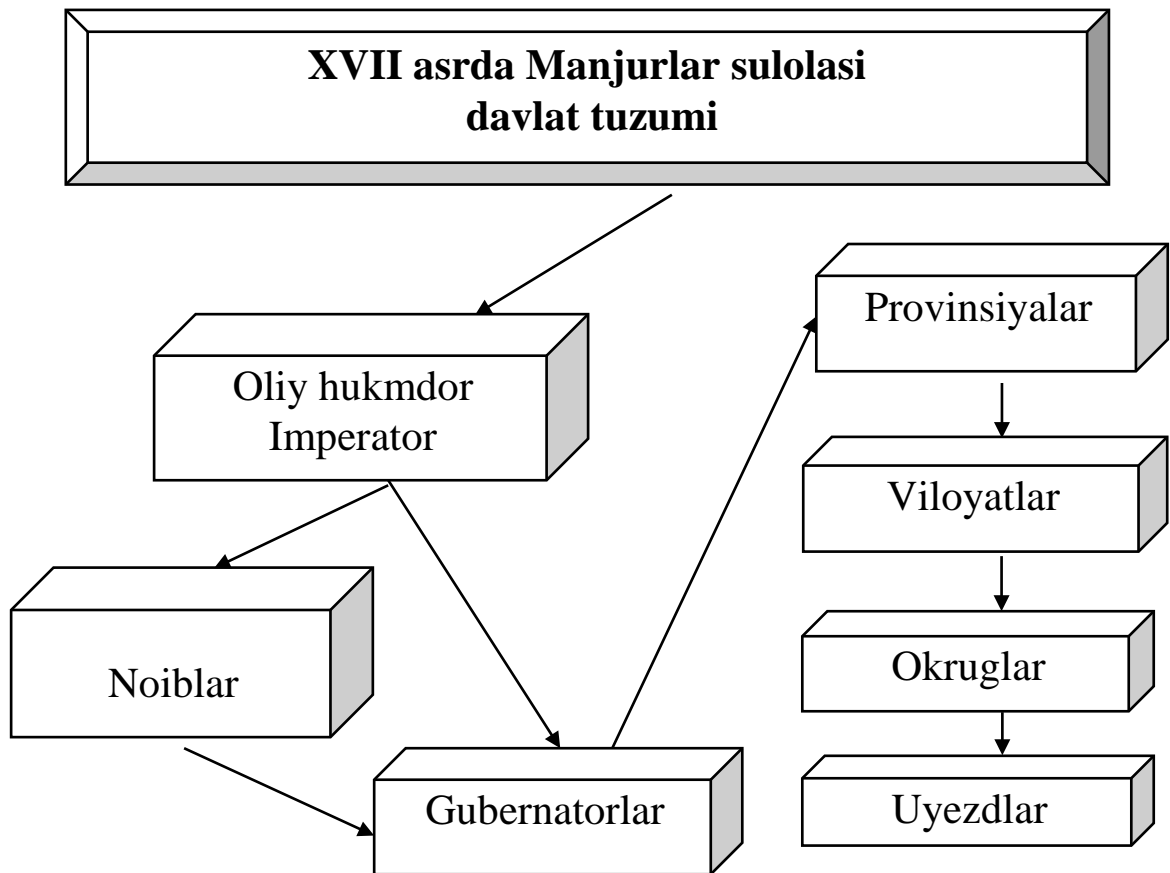 XVII asrda Manjurlar sulolasi
davlat tuzumi
Oliy hukmdor
Imperator
Noiblar
Gubernatorlar
Provinsiyalar
Viloyatlar
Okruglar
Uyezdlar